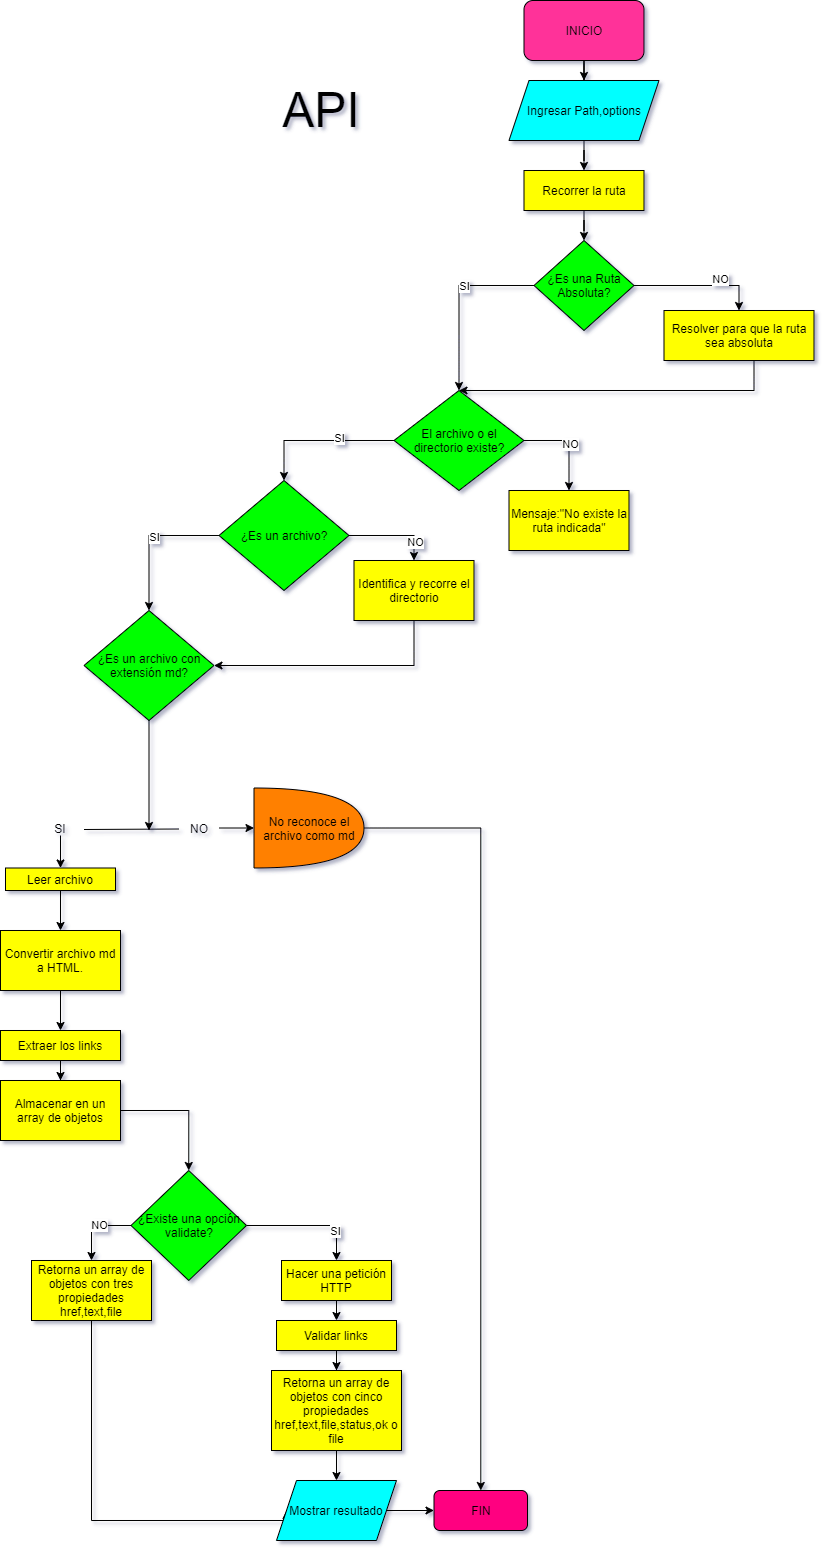 INICIO
API
Ingresar Path,options
Recorrer la ruta
¿Es una Ruta
Absoluta?
SI
NO
Resolver para que la ruta
sea absoluta
El archivo o el
directorio existe?
SI
NO
Mensaje:"No existe la
ruta indicada"
¿Es un archivo?
SI
NO
Identifica y recorre el
directorio
¿Es un archivo con
extensión md?
SI
NO
No reconoce el
archivo como md
Leer archivo
Convertir archivo md
a HTML.
Extraer los links
Almacenar en un
array de objetos
¿Existe una opción
validate?
NO
SI
Retorna un array de
objetos con tres
propiedades
href,text,file
Hacer una petición
HTTP
Validar links
Retorna un array de
objetos con cinco
propiedades
href,text,file,status,ok o
file
Mostrar resultado
FIN